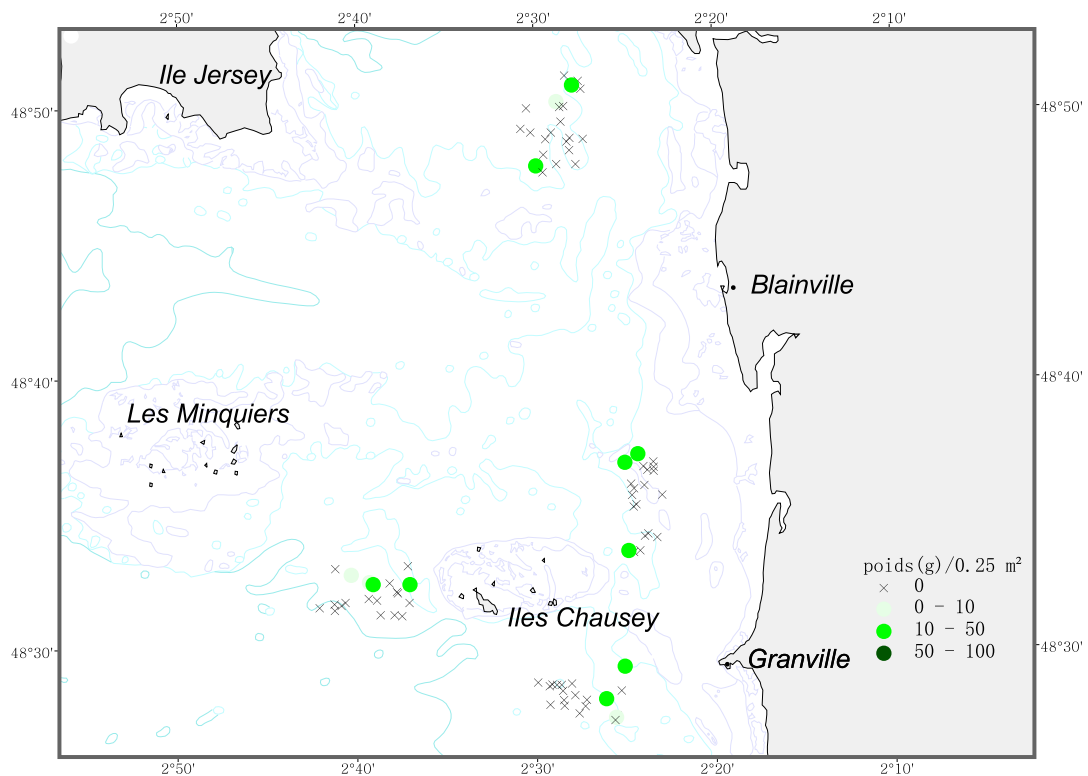 2°50' 2°40' 2°30' 2°20' 2°10'
Ile Jersey
48°50' 48°50'
Blainville
48°40' 48°40'
Les Minquiers
poids(g)/0.25 m²
0
0 - 10
10 - 50
50 - 100
Iles Chausey
48°30' 48°30'
Granville
2°50' 2°40' 2°30' 2°20' 2°10'